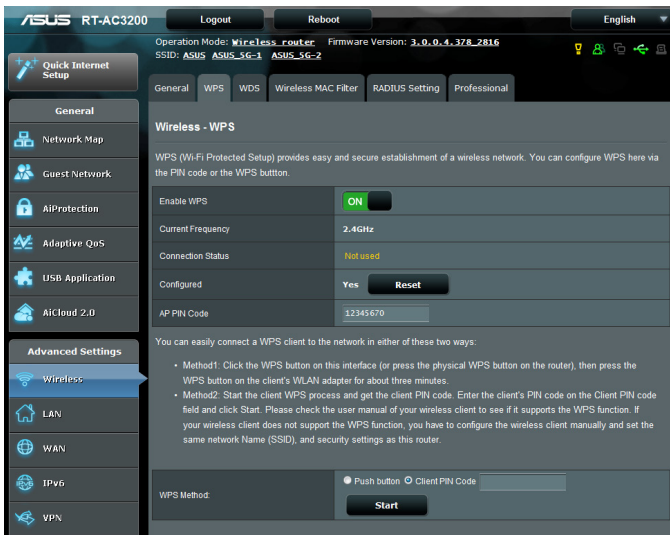 ASUS RT-AC3200 Logout Reboot English
Operation Mode: Wireless router Firmware Version: 3.0.0.4.378_2816
SSID: ASUS ASUS_5G-1 ASUS_5G-2
Quick Internet
Setup
General
Network Map
Guest Network
AiProtection
Adaptive QoS
USB Application
AiCloud 2.0
Advanced Settings
Wireless
LAN
WAN
IPv6
VPN
General WPS WDS Wireless MAC Filter RADIUS Setting Professional
Wireless - WPS
WPS (Wi-Fi Protected Setup) provides easy and secure establishment of a wireless network. You can configure WPS here via
the PIN code or the WPS buttton.
Enable WPS ON
Current Frequency 2.4GHz
Connection Status Not used
Configured Yes Reset
AP PIN Code 12345670
You can easily connect a WPS client to the network in either of these two ways:
• Method1: Click the WPS button on this interface (or press the physical WPS button on the router), then press the
WPS button on the client's WLAN adapter for about three minutes.
• Method2: Start the client WPS process and get the client PIN code. Enter the client's PIN code on the Client PIN code
field and click Start. Please check the user manual of your wireless client to see if it supports the WPS function. If
your wireless client does not support the WPS function, you have to configure the wireless client manually and set the
same network Name (SSID), and security settings as this router.
WPS Method: Push button Client PIN Code
Start